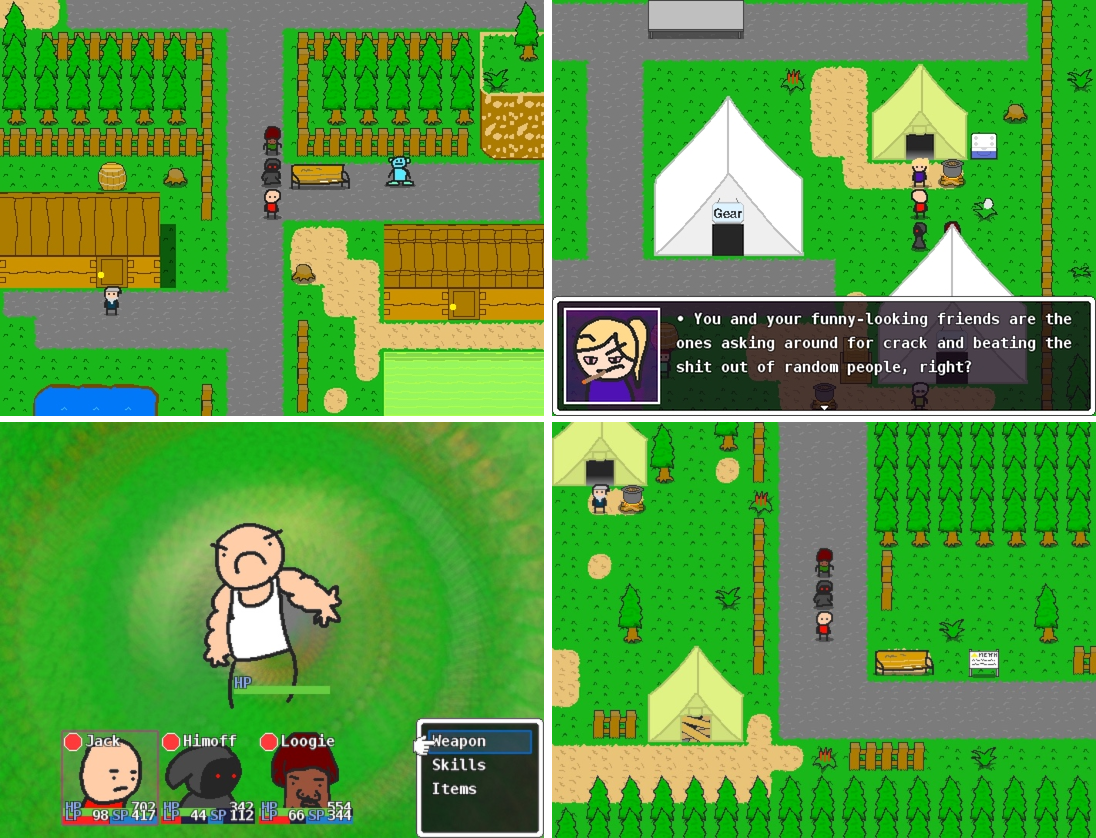 Gear
• You and your funny-looking friends are the
ones asking around for crack and beating the
shit out of random people, right?
HP
Jack
Himoff
Loogie
HP 702
LP 98 SP 417
HP 342
LP 44 SP 112
HP 554
LP 66 SP 344
Weapon
Skills
Items